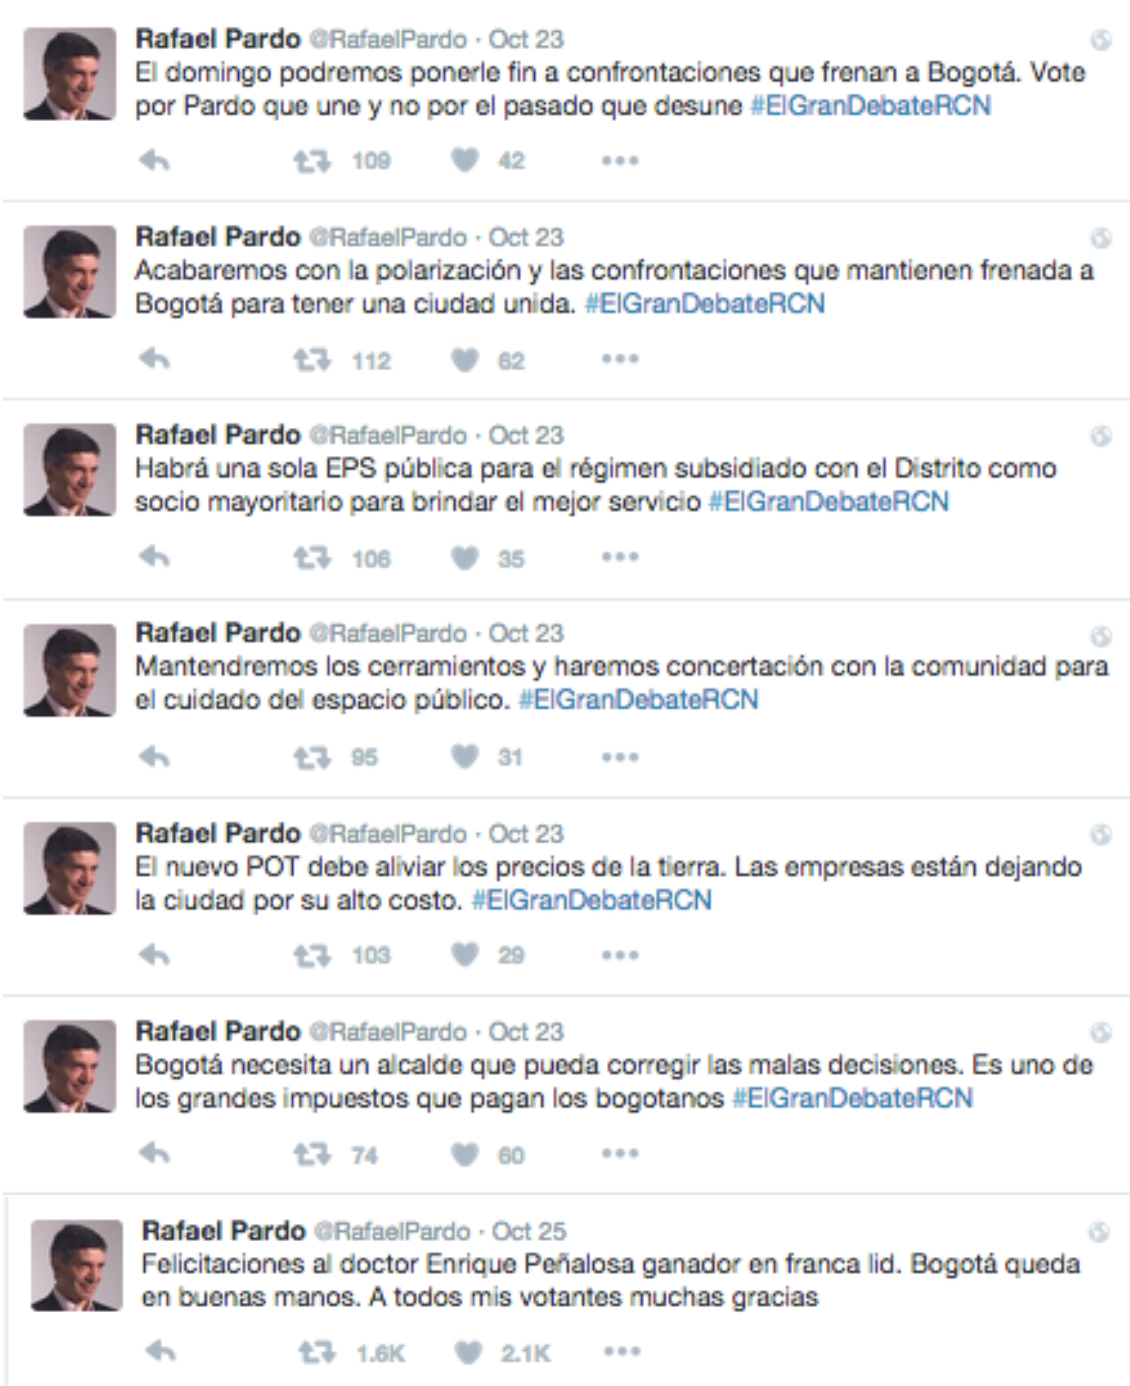 Rafael Pardo @RafaelPardo · Oct 23
El domingo podremos ponerle fin a confrontaciones que frenan a Bogotá. Vote
por Pardo que une y no por el pasado que desune #ElGranDebateRCN
109 42
Rafael Pardo @RafaelPardo · Oct 23
Acabaremos con la polarización y las confrontaciones que mantienen frenada a
Bogotá para tener una ciudad unida. #ElGranDebateRCN
112 62
Rafael Pardo @RafaelPardo · Oct 23
Habrá una sola EPS pública para el régimen subsidiado con el Distrito como
socio mayoritario para brindar el mejor servicio #ElGranDebateRCN
106 35
Rafael Pardo @RafaelPardo · Oct 23
Mantendremos los cerramientos y haremos concertación con la comunidad para
el cuidado del espacio público. #ElGranDebateRCN
95 31
Rafael Pardo @RafaelPardo · Oct 23
El nuevo POT debe aliviar los precios de la tierra. Las empresas están dejando
la ciudad por su alto costo. #ElGranDebateRCN
103 29
Rafael Pardo @RafaelPardo · Oct 23
Bogotá necesita un alcalde que pueda corregir las malas decisiones. Es uno de
los grandes impuestos que pagan los bogotanos #ElGranDebateRCN
74 60
Rafael Pardo @RafaelPardo · Oct 25
Felicitaciones al doctor Enrique Peñalosa ganador en franca lid. Bogotá queda
en buenas manos. A todos mis votantes muchas gracias
1.6K 2.1K